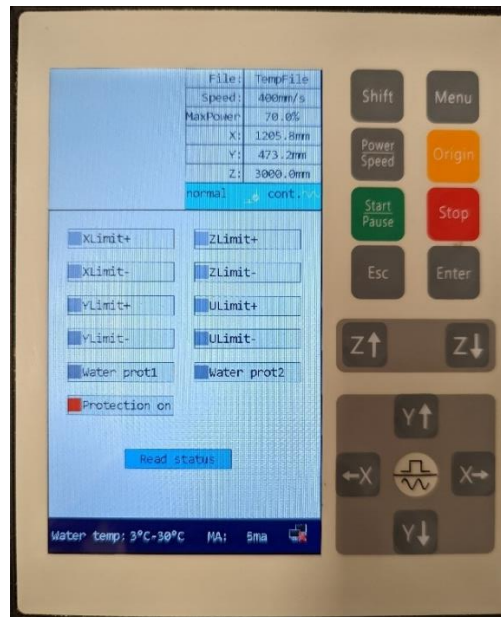 File: TempFile
Speed: 400mm/s
MaxPower 70.0%
X: 1205.8mm
Y: 473.2mm
Z: 3000.0mm
normal cont.
XLimit+ ZLimit+
XLimit- ZLimit-
YLimit+ ULimit+
YLimit- ULimit-
Water prot1 Water prot2
Protection on
Read status
Water temp: 3°C-30°C MA: 5ma
Shift Menu
Power Origin
Speed
Start Stop
Pause
Esc Enter
Z↑ Z↓
Y↑
←X X→
Y↓